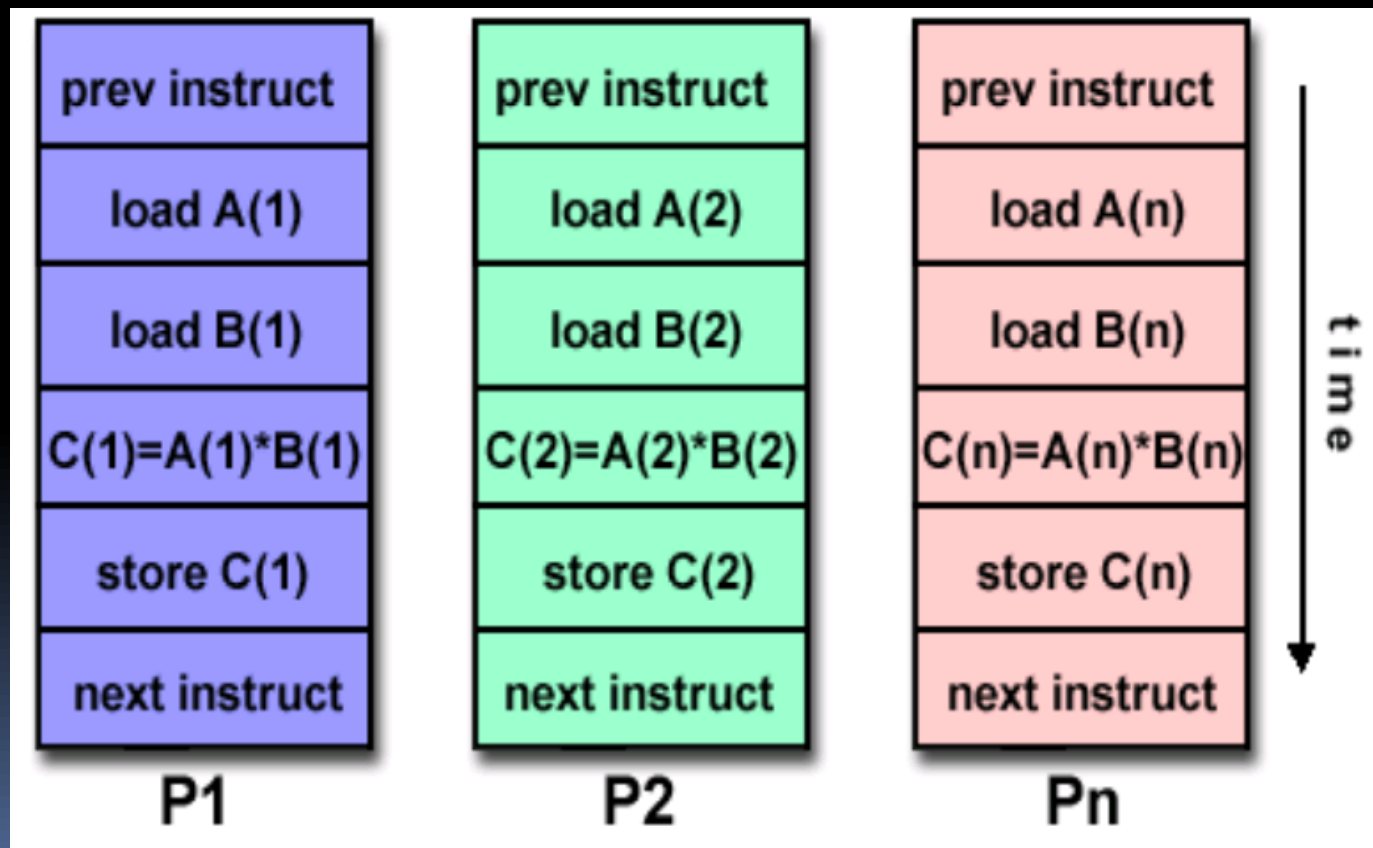 prev instruct
load A(1)
load B(1)
C(1)=A(1)*B(1)
store C(1)
next instruct
P1
prev instruct
load A(2)
load B(2)
C(2)=A(2)*B(2)
store C(2)
next instruct
P2
prev instruct
load A(n)
load B(n)
C(n)=A(n)*B(n)
store C(n)
next instruct
Pn
time